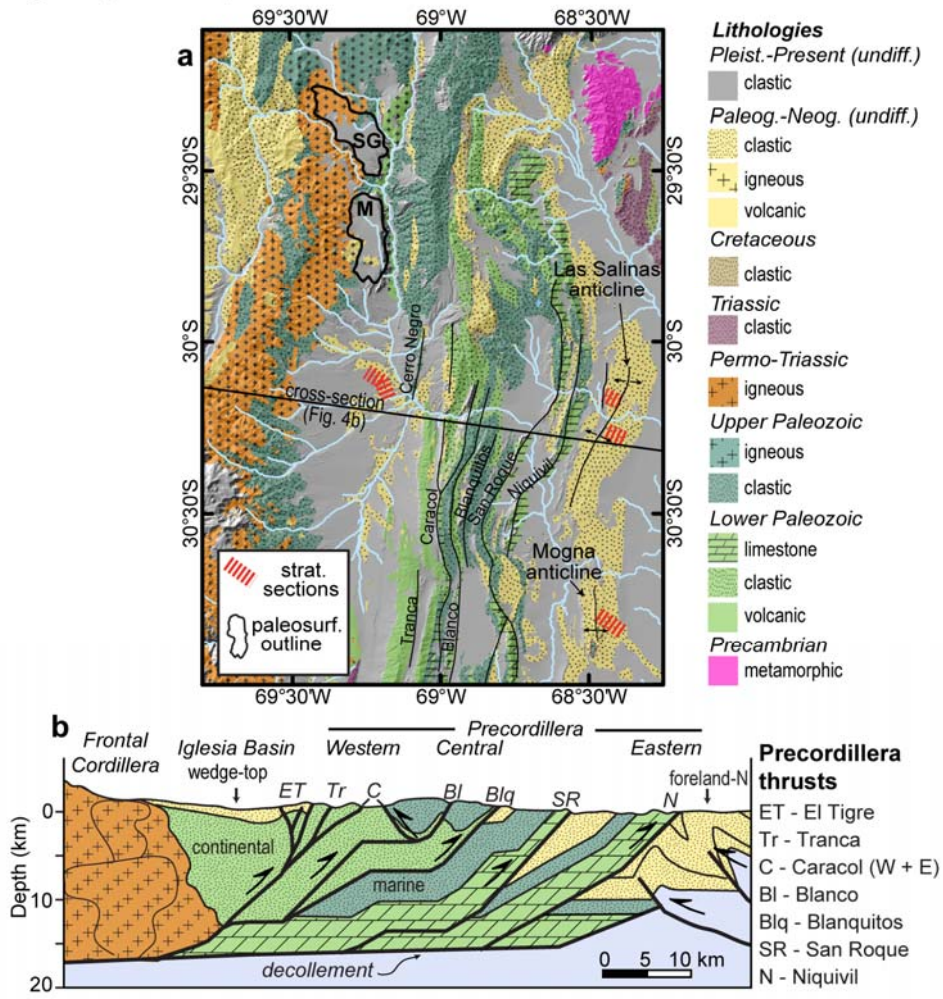 69°30'W 69°W 68°30'W
a
SG
M
29°30'S
29°30'S
Las Salinas
anticline
30°S
30°S
Cerro Negro
cross-section
(Fig. 4b)
Caracol
Blanquitos
San Roque
Niquivil
30°30'S
30°30'S
Mogna
anticline
Tranca
Blanco
strat.
sections
paleosurf.
outline
69°30'W 69°W 68°30'W
Lithologies
Pleist.-Present (undiff.)
clastic
Paleog.-Neog. (undiff.)
clastic
igneous
volcanic
Cretaceous
clastic
Triassic
clastic
Permo-Triassic
igneous
Upper Paleozoic
igneous
clastic
Lower Paleozoic
limestone
clastic
volcanic
Precambrian
metamorphic
b
Frontal
Cordillera
Iglesia Basin
wedge-top
Precordillera
Western Central Eastern
foreland-N
ET Tr C Bl Blq SR N
0
10
20
Depth (km)
continental
marine
decollement
0 5 10 km
Precordillera
thrusts
ET - El Tigre
Tr - Tranca
C - Caracol (W + E)
Bl - Blanco
Blq - Blanquitos
SR - San Roque
N - Niquivil